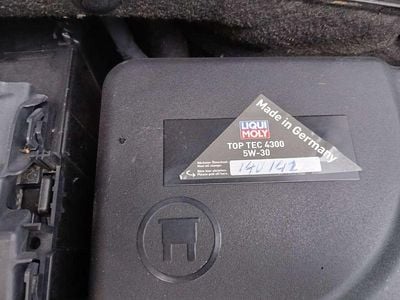 LIQUI
MOLY
Made in Germany
TOP TEC 4300
5W-30
140 142